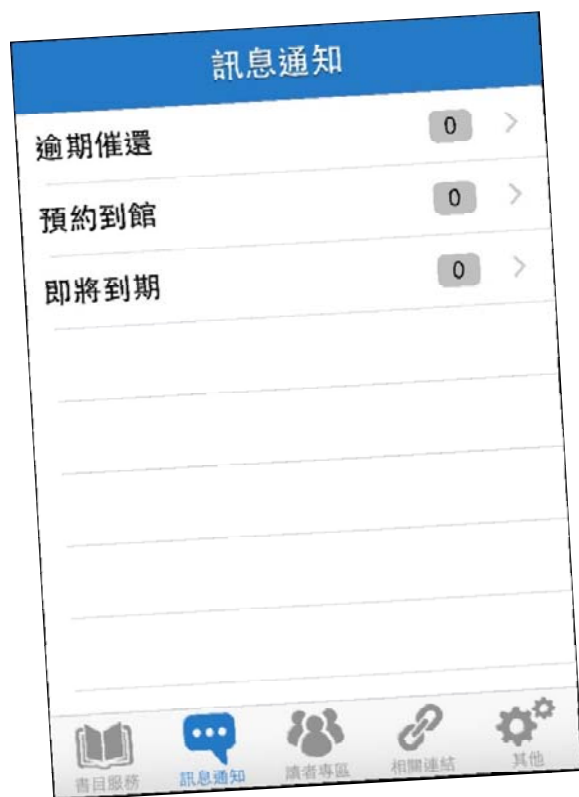 訊息通知
逾期催還 0
預約到館 0
即將到期 0
書目服務 訊息通知 讀者專區 相關連結 其他